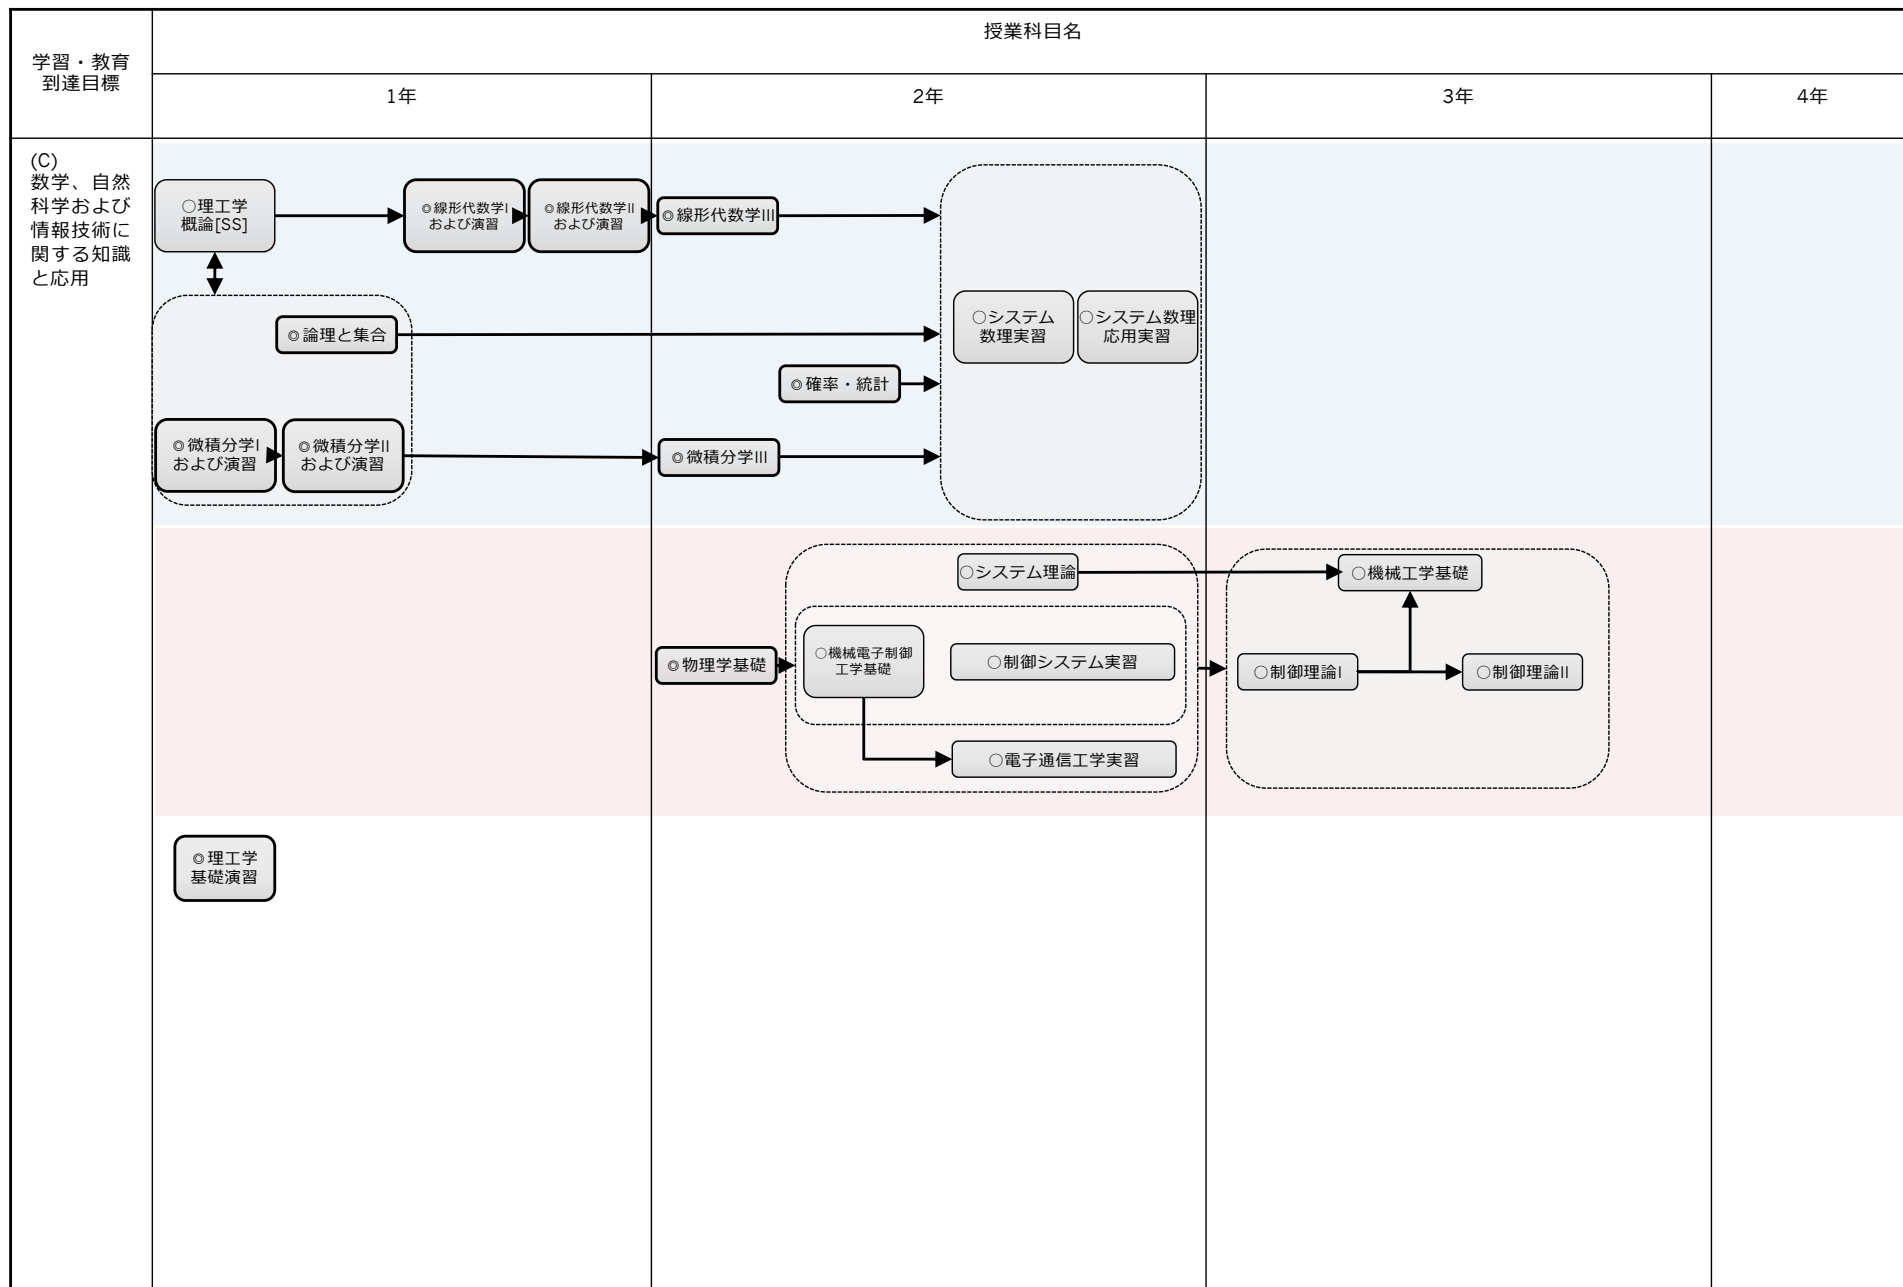 授業科目名
学習・教育
到達目標
1年
2年
3年
4年
(C)
数学、自然
科学および
情報技術に
関する知識
と応用
○理工学
概論[SS]
◎線形代数学I
および演習
◎線形代数学II
および演習
◎線形代数学III
◎論理と集合
○システム
数理実習
○システム数理
応用実習
◎確率・統計
◎微積分学I
および演習
◎微積分学II
および演習
◎微積分学III
○システム理論
○機械工学基礎
◎物理学基礎
○機械電子制御
工学基礎
○制御システム実習
○制御理論I
○制御理論II
○電子通信工学実習
◎理工学
基礎演習